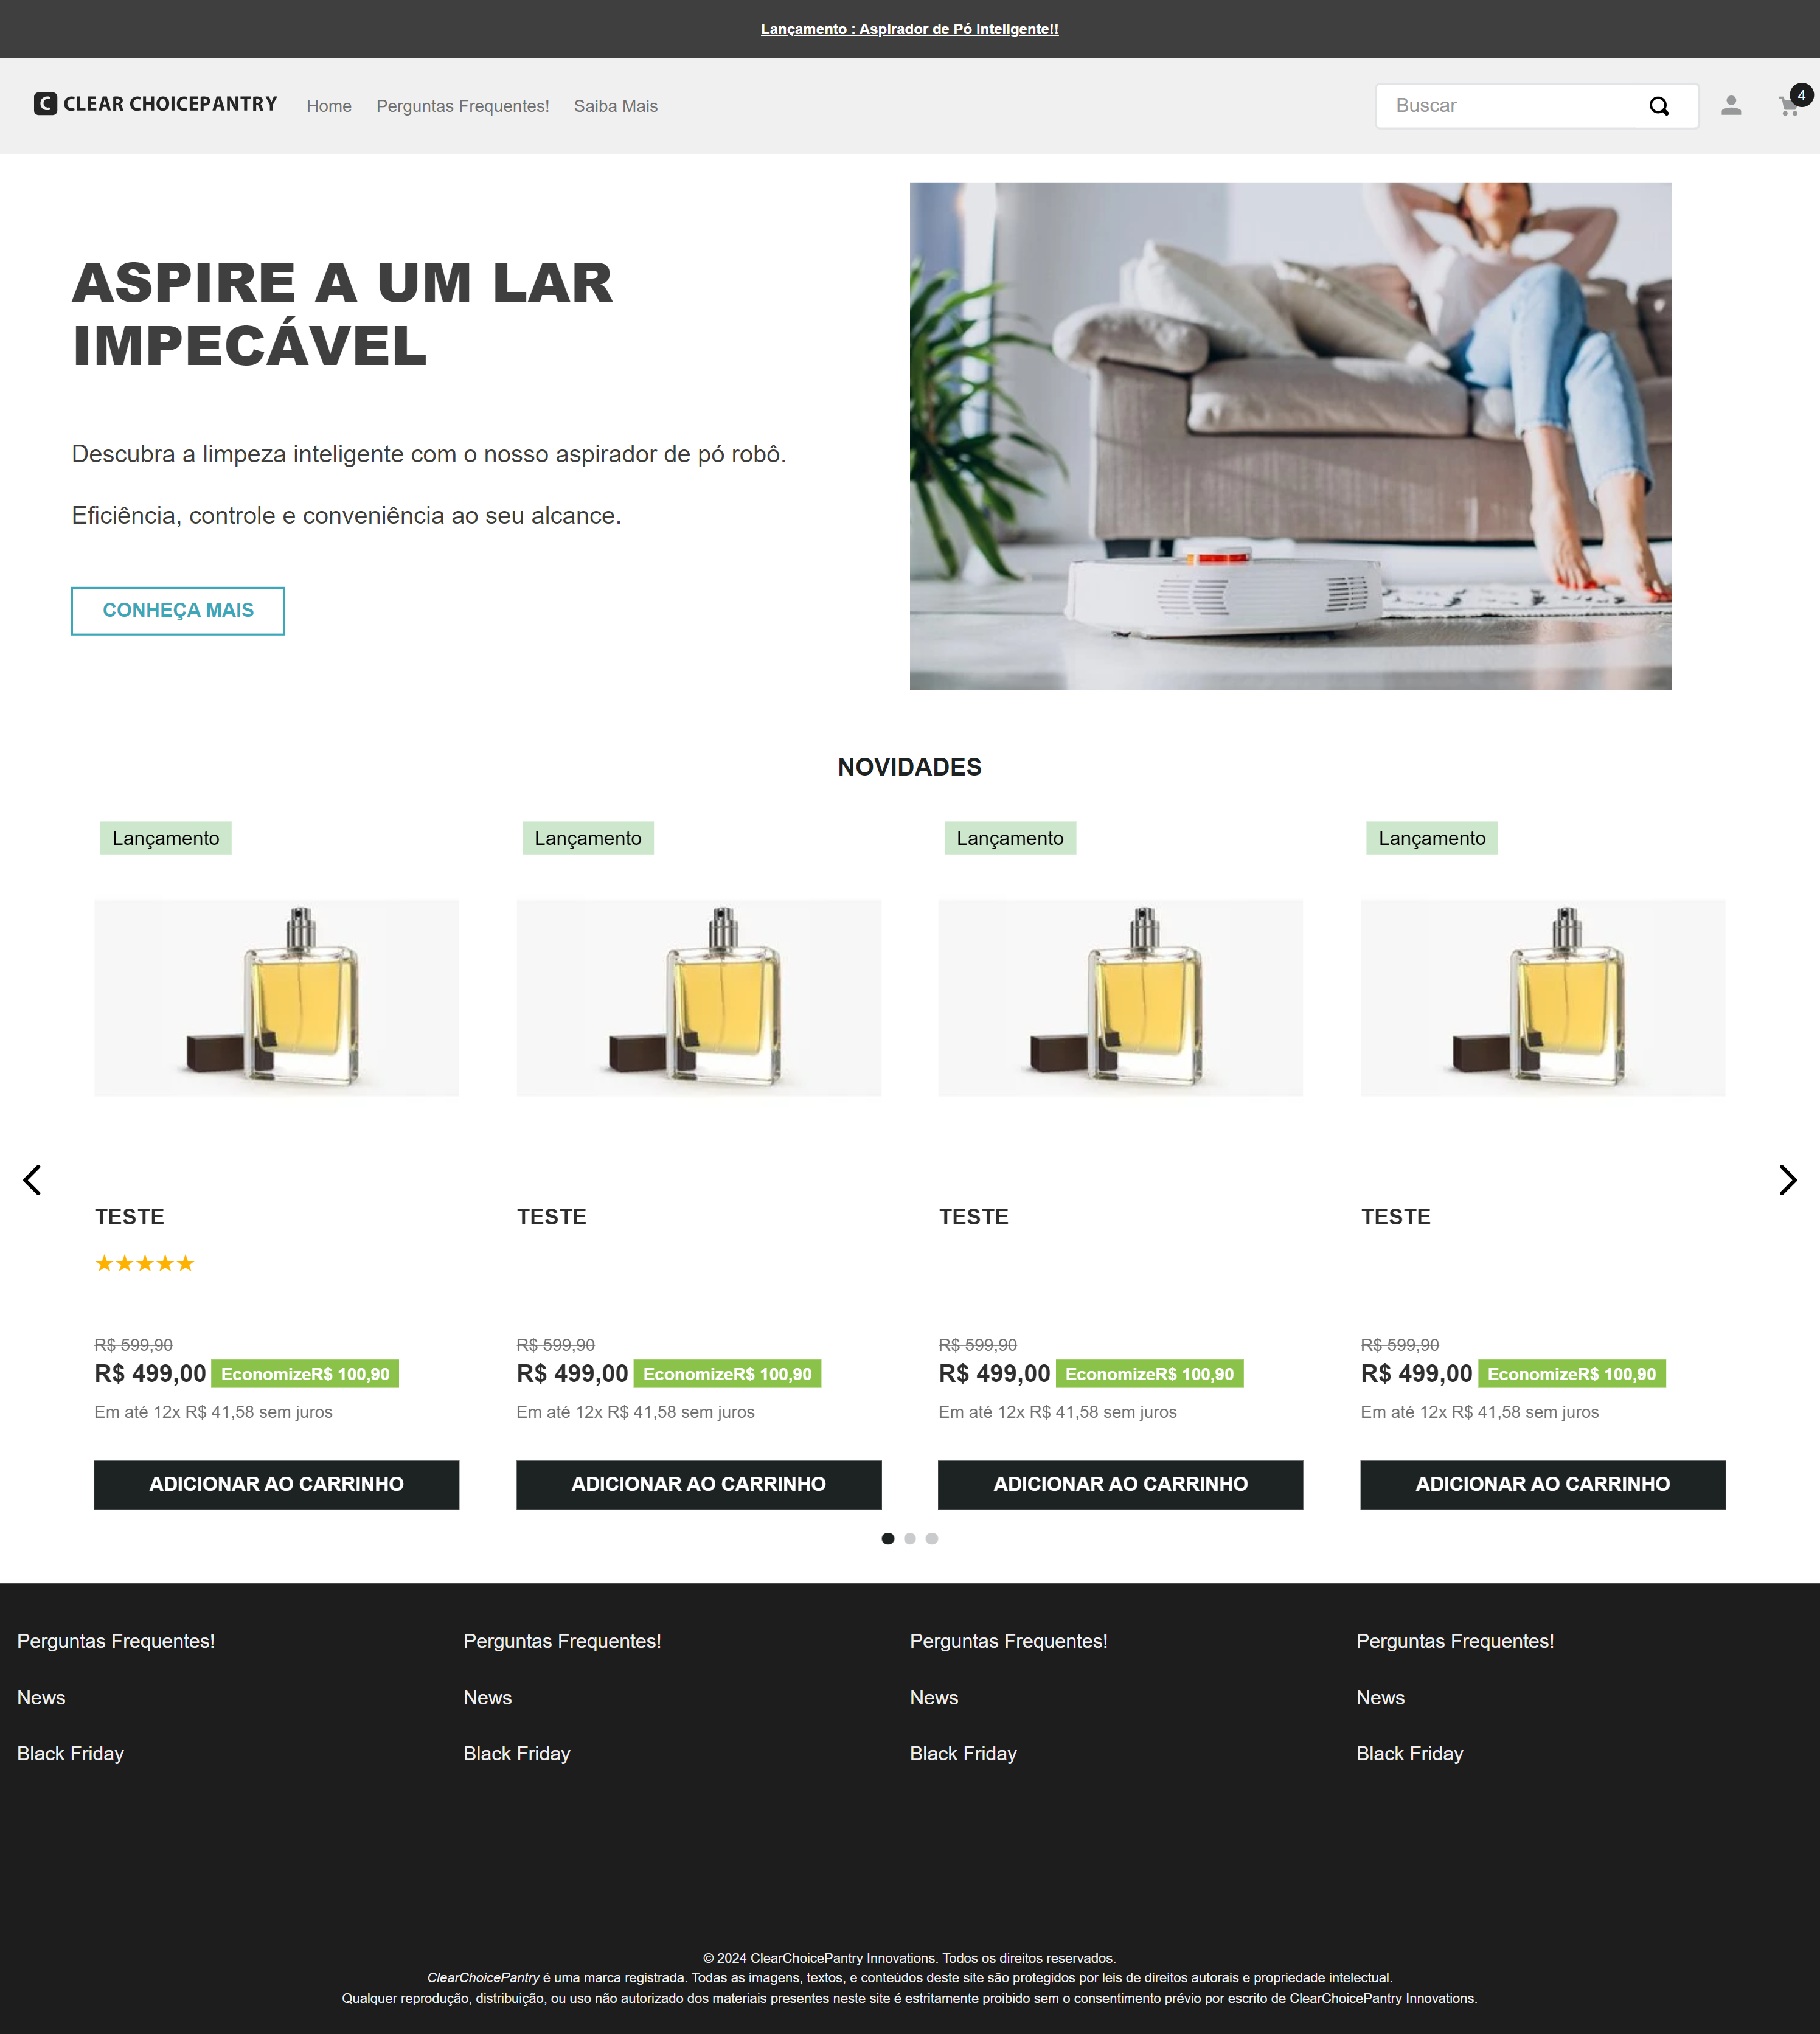 Lançamento : Aspirador de Pó Inteligente!!
C CLEAR CHOICEPANTRY Home Perguntas Frequentes! Saiba Mais Buscar 4
ASPIRE A UM LAR
IMPECÁVEL
Descubra a limpeza inteligente com o nosso aspirador de pó robô.
Eficiência, controle e conveniência ao seu alcance.
CONHEÇA MAIS
NOVIDADES
Lançamento Lançamento Lançamento Lançamento
TESTE TESTE TESTE TESTE
R$ 599,90 R$ 599,90 R$ 599,90 R$ 599,90
R$ 499,00 EconomizeR$ 100,90 R$ 499,00 EconomizeR$ 100,90 R$ 499,00 EconomizeR$ 100,90 R$ 499,00 EconomizeR$ 100,90
Em até 12x R$ 41,58 sem juros Em até 12x R$ 41,58 sem juros Em até 12x R$ 41,58 sem juros Em até 12x R$ 41,58 sem juros
ADICIONAR AO CARRINHO ADICIONAR AO CARRINHO ADICIONAR AO CARRINHO ADICIONAR AO CARRINHO
Perguntas Frequentes! Perguntas Frequentes! Perguntas Frequentes! Perguntas Frequentes!
News News News News
Black Friday Black Friday Black Friday Black Friday
© 2024 ClearChoicePantry Innovations. Todos os direitos reservados.
ClearChoicePantry é uma marca registrada. Todas as imagens, textos, e conteúdos deste site são protegidos por leis de direitos autorais e propriedade intelectual.
Qualquer reprodução, distribuição, ou uso não autorizado dos materiais presentes neste site é estritamente proibido sem o consentimento prévio por escrito de ClearChoicePantry Innovations.